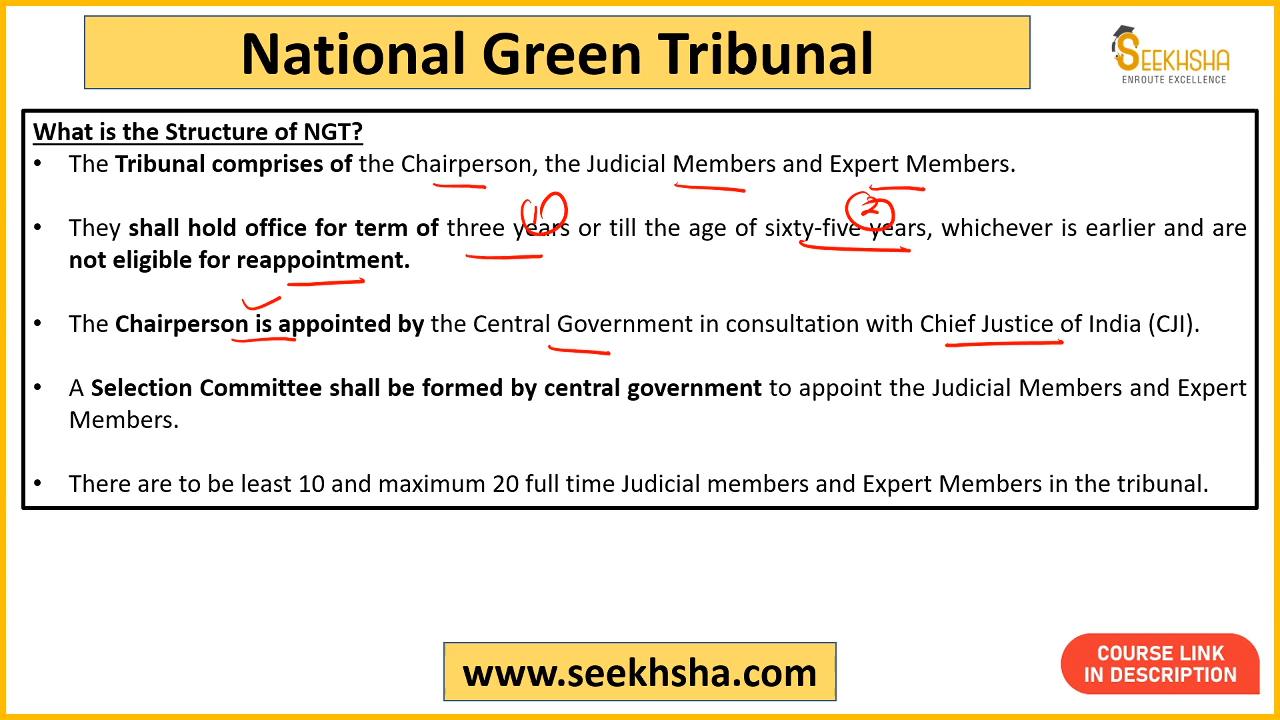 National Green Tribunal
SEEKHSHA
ENROUTE EXCELLENCE
What is the Structure of NGT?
• The Tribunal comprises of the Chairperson, the Judicial Members and Expert Members.
1 2
• They shall hold office for term of three years or till the age of sixty-five years, whichever is earlier and are
not eligible for reappointment.
• The Chairperson is appointed by the Central Government in consultation with Chief Justice of India (CJI).
• A Selection Committee shall be formed by central government to appoint the Judicial Members and Expert
Members.
• There are to be least 10 and maximum 20 full time Judicial members and Expert Members in the tribunal.
www.seekhsha.com
COURSE LINK
IN DESCRIPTION